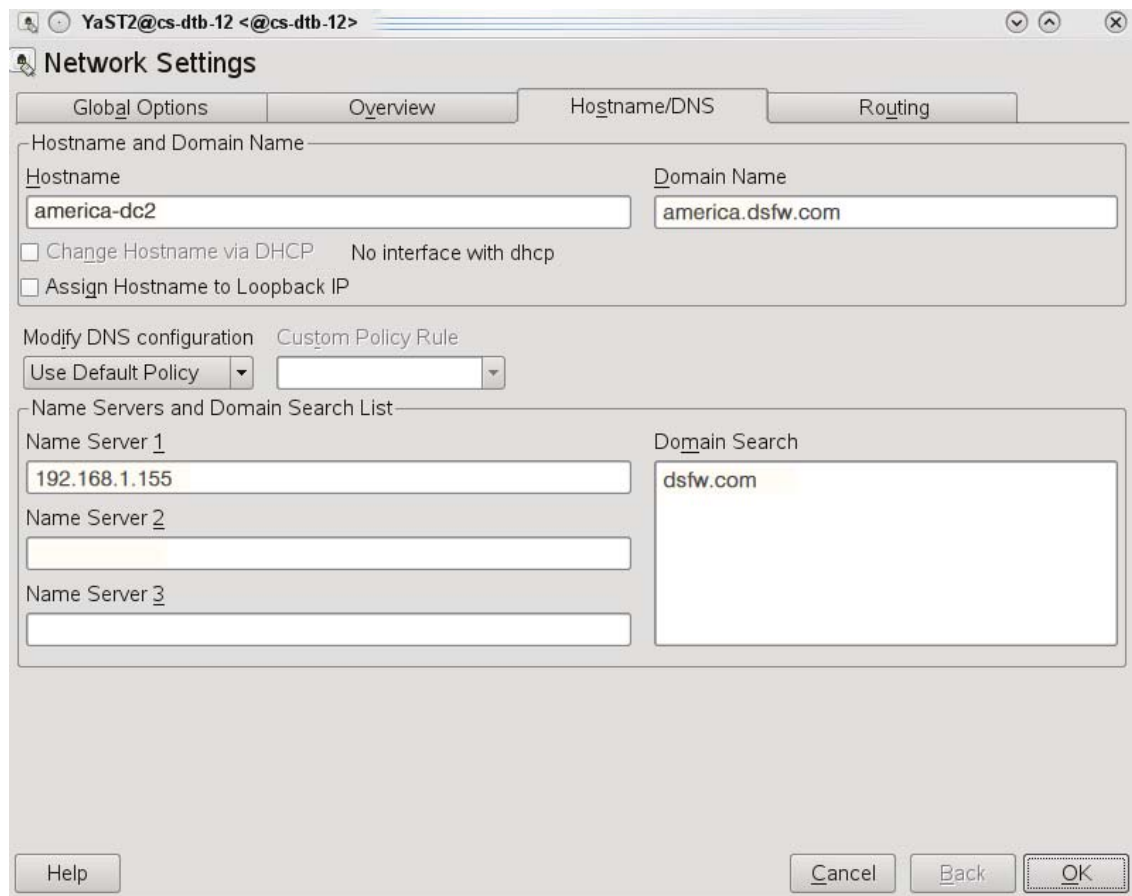 YaST2@cs-dtb-12 <@cs-dtb-12>
Network Settings
Global Options Overview Hostname/DNS Routing
Hostname and Domain Name
Hostname Domain Name
america-dc2 america.dsfw.com
Change Hostname via DHCP No interface with dhcp
Assign Hostname to Loopback IP
Modify DNS configuration Custom Policy Rule
Use Default Policy
Name Servers and Domain Search List
Name Server 1 Domain Search
192.168.1.155 dsfw.com
Name Server 2
Name Server 3
Help Cancel Back OK